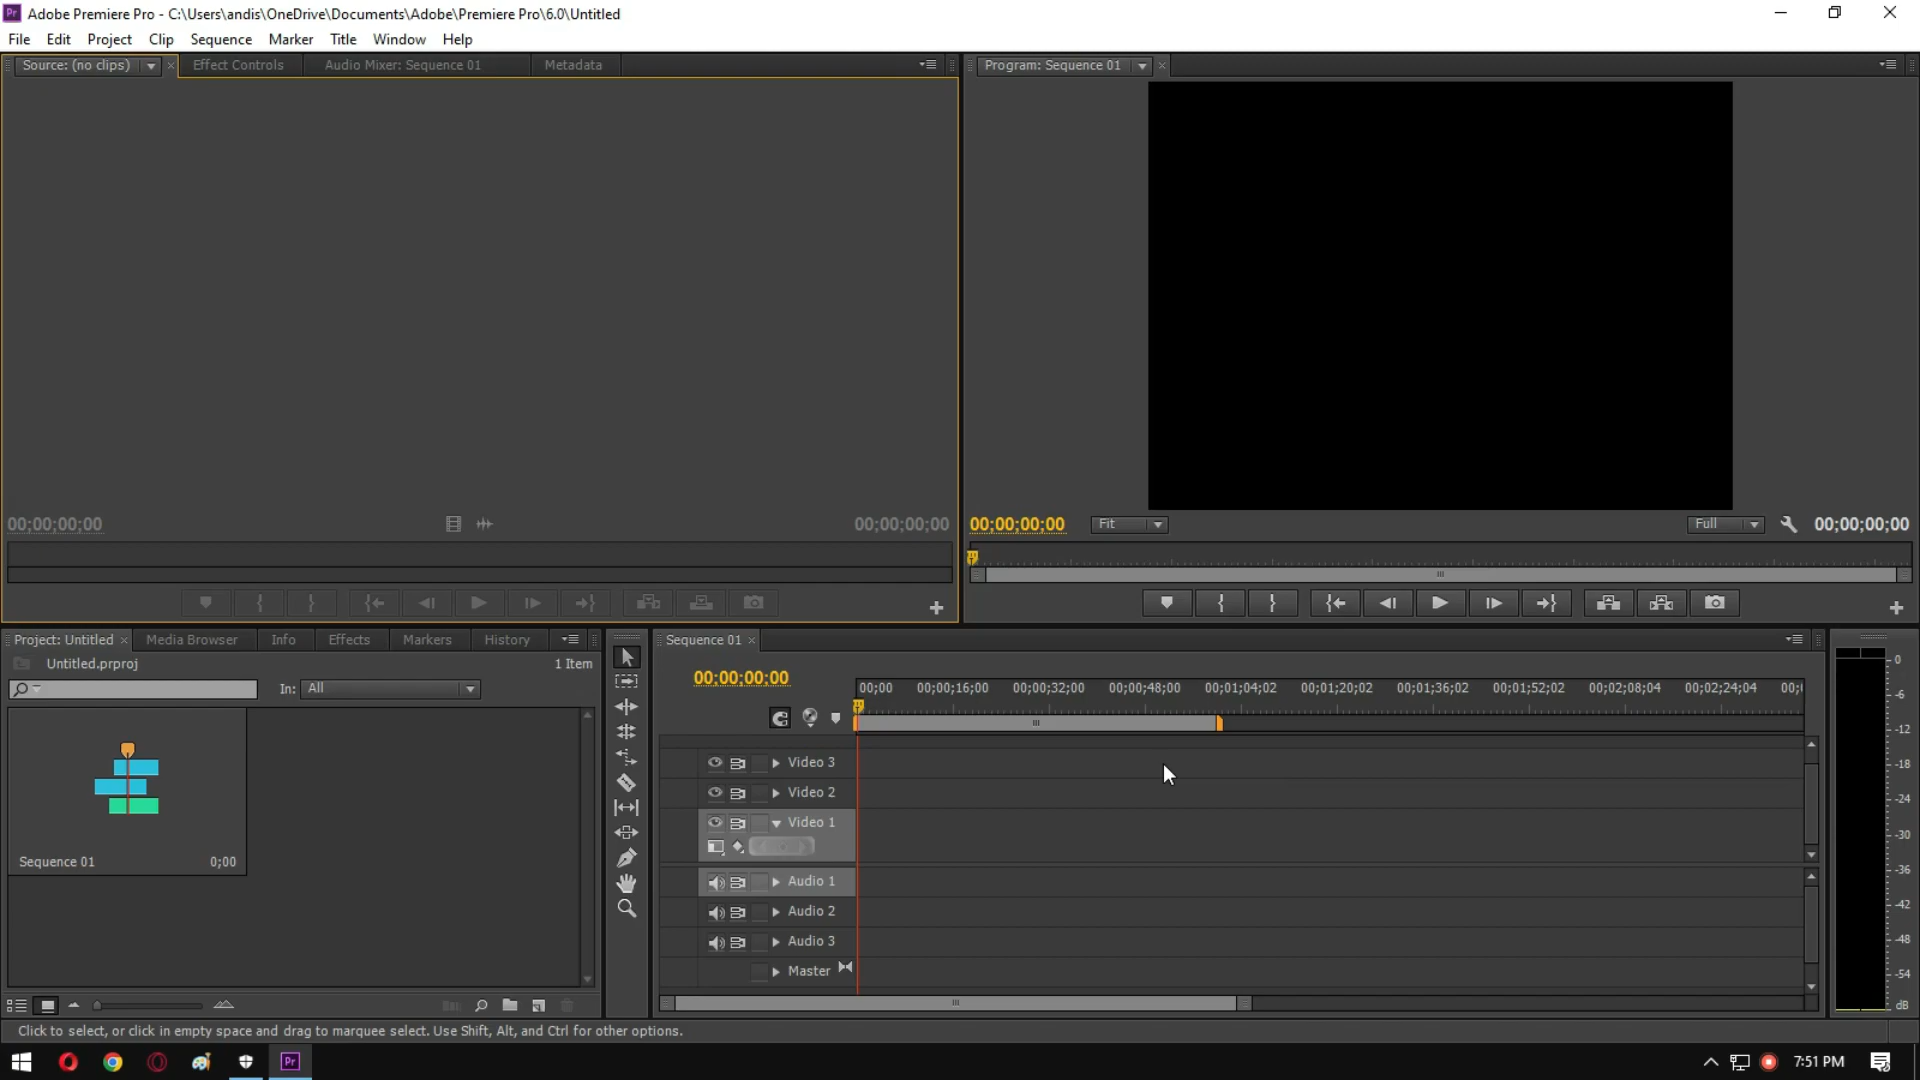 Adobe Premiere Pro - C:\Users\andis\OneDrive\Documents\Adobe\Premiere Pro\6.0\Untitled
File Edit Project Clip Sequence Marker Title Window Help
Source: (no clips) Effect Controls Audio Mixer: Sequence 01 Metadata
Program: Sequence 01
00;00;00;00 00;00;00;00
00;00;00;00 Fit Full 00;00;00;00
Project: Untitled Media Browser Info Effects Markers History
Untitled.prproj 1 Item
In: All
Sequence 01 0;00
Sequence 01
00;00;00;00
00;00 00;00;16;00 00;00;32;00 00;00;48;00 00;01;04;02 00;01;20;02 00;01;36;02 00;01;52;02 00;02;08;04 00;02;24;04 00;
Video 3
Video 2
Video 1
Audio 1
Audio 2
Audio 3
Master
0
-6
-12
-18
-24
-30
-36
-42
-48
-54
dB
Click to select, or click in empty space and drag to marquee select. Use Shift, Alt, and Ctrl for other options.
Pr 7:51 PM